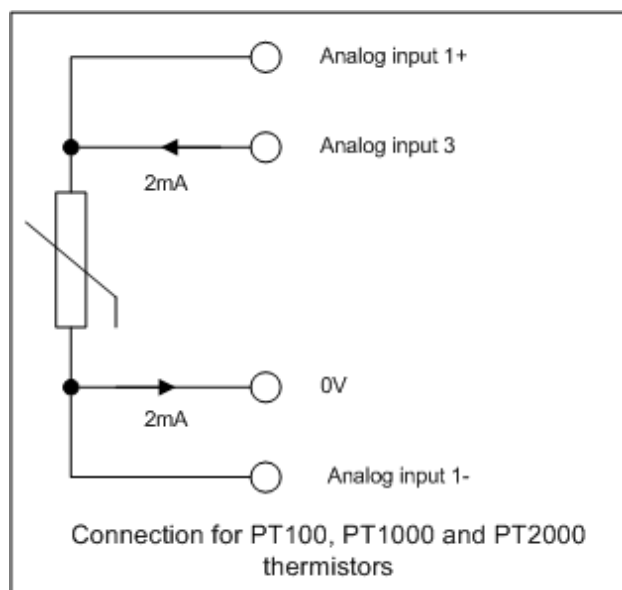 Analog input 1+
Analog input 3
2mA
0V
2mA
Analog input 1-
Connection for PT100, PT1000 and PT2000
thermistors